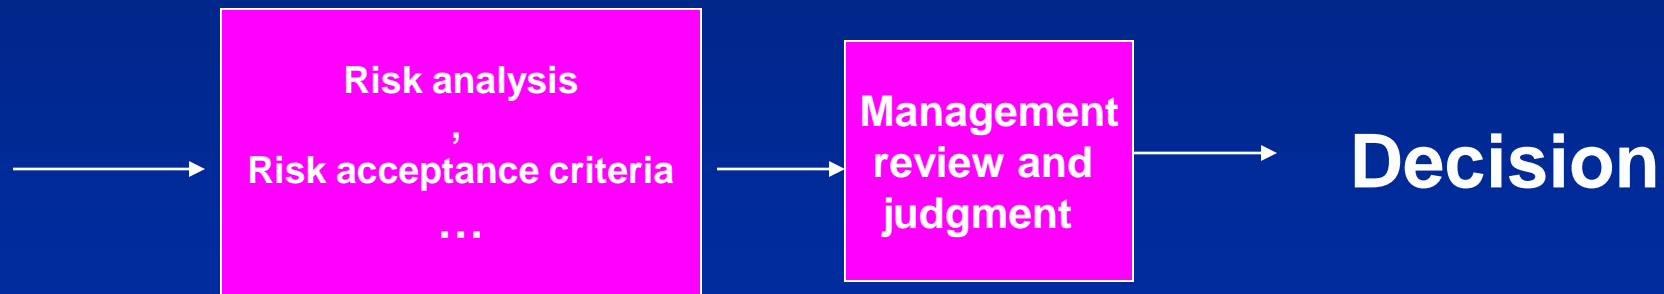 Risk analysis
,
Risk acceptance criteria
…
Management
review and
judgment
Decision